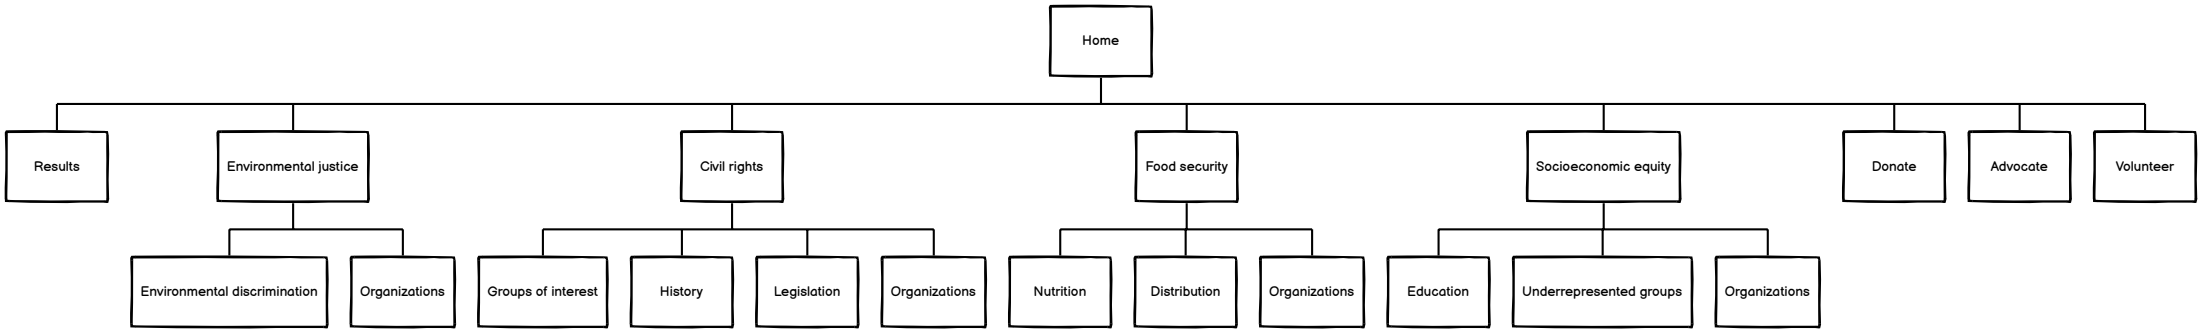 Home
Results
Environmental justice
Civil rights
Food security
Socioeconomic equity
Donate
Advocate
Volunteer
Environmental discrimination
Organizations
Groups of interest
History
Legislation
Organizations
Nutrition
Distribution
Organizations
Education
Underrepresented groups
Organizations